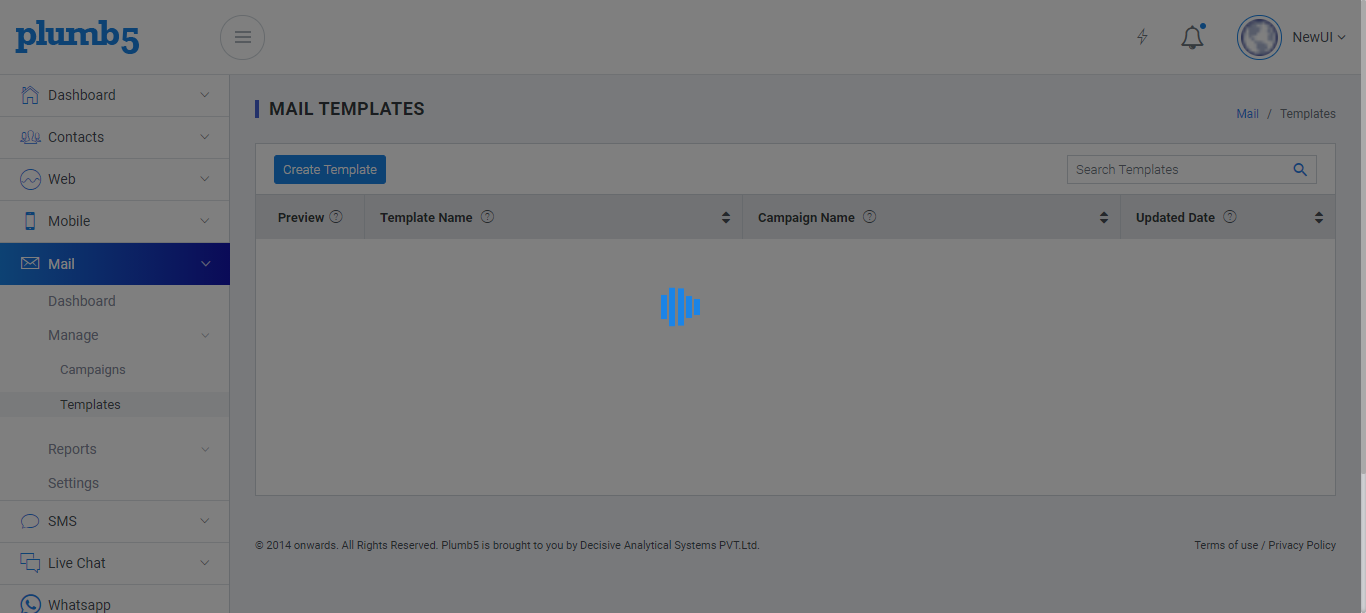 plumb5
NewUI
Dashboard
Contacts
Web
Mobile
Mail
Dashboard
Manage
Campaigns
Templates
Reports
Settings
SMS
Live Chat
Whatsapp
MAIL TEMPLATES
Mail / Templates
Create Template
Search Templates
Preview ? Template Name ? Campaign Name ? Updated Date ?
© 2014 onwards. All Rights Reserved. Plumb5 is brought to you by Decisive Analytical Systems PVT.Ltd.
Terms of use / Privacy Policy